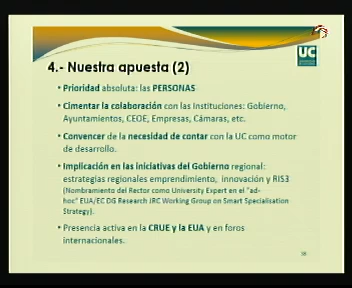 UC
4.- Nuestra apuesta (2)
• Prioridad absoluta: las PERSONAS
• Cimentar la colaboración con las Instituciones: Gobierno,
Ayuntamientos, CEOE, Empresas, Cámaras, etc.
• Convencer de la necesidad de contar con la UC como motor
de desarrollo.
• Implicación en las iniciativas del Gobierno regional:
estrategias regionales emprendimiento, innovación y RIS3
(Nombramiento del Rector como University Expert en el "ad-
hoc" EUA/EC DG Research JRC Working Group on Smart Specialisation
Strategy).
• Presencia activa en la CRUE y la EUA y en foros
internacionales.